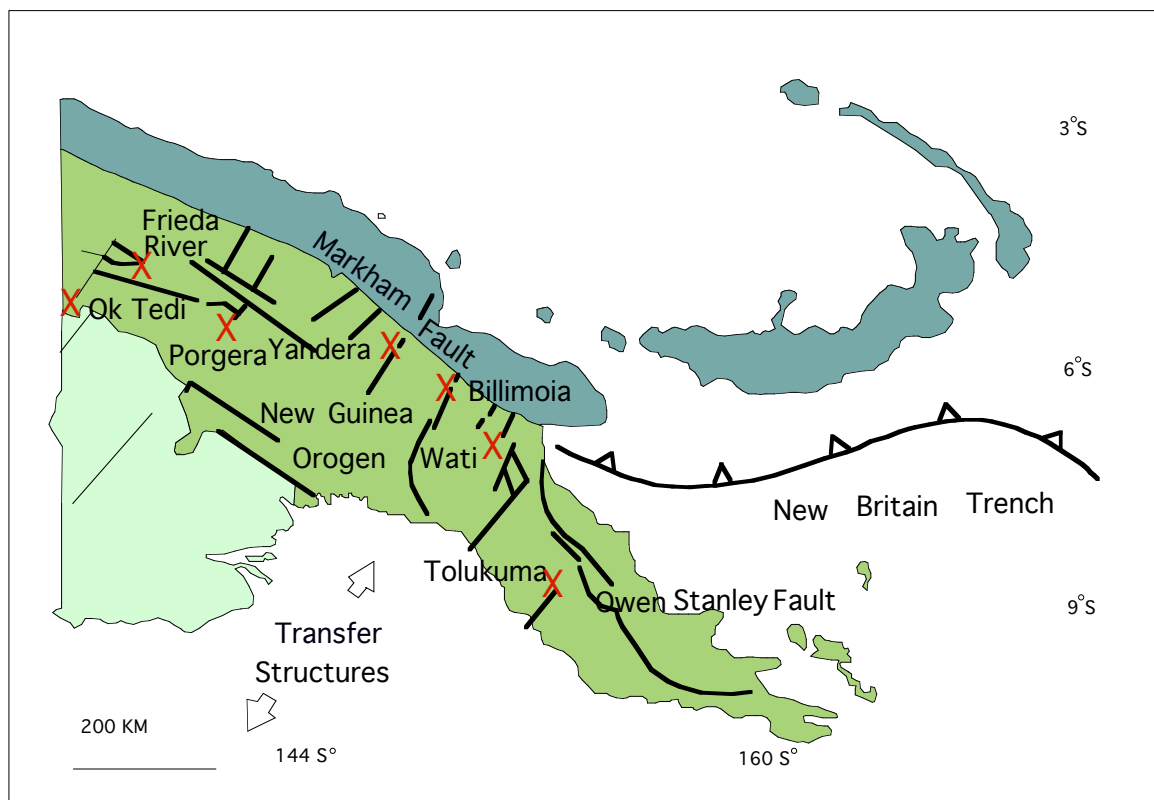 3°S
Frieda
River
Markham
Fault
Ok Tedi
Porgera
Yandera
6°S
Billimoia
New Guinea
Orogen
Wati
New Britain Trench
Tolukuma
Owen Stanley Fault
9°S
Transfer
Structures
200 KM
144 S°
160 S°
X
X
X
X
X
X
X